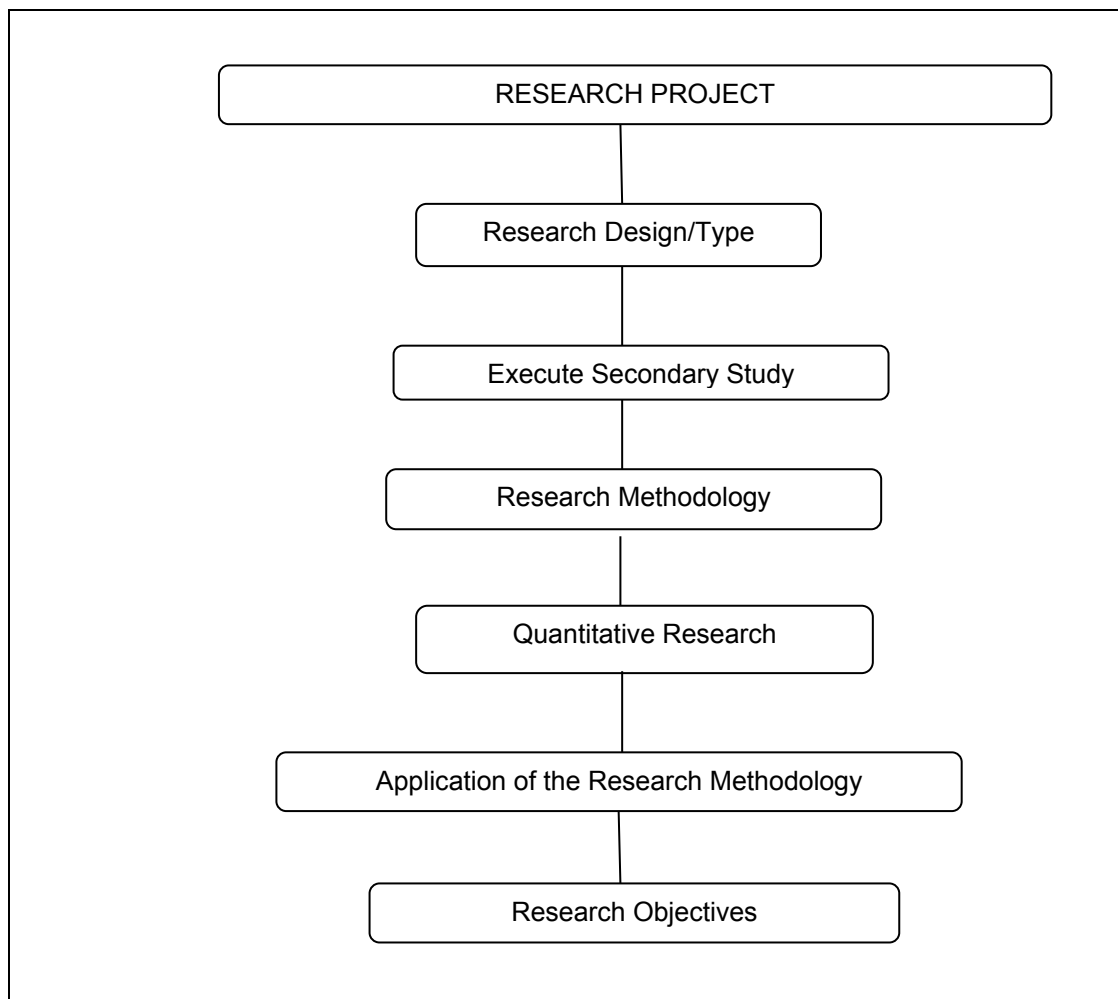 RESEARCH PROJECT
Research Design/Type
Execute Secondary Study
Research Methodology
Quantitative Research
Application of the Research Methodology
Research Objectives